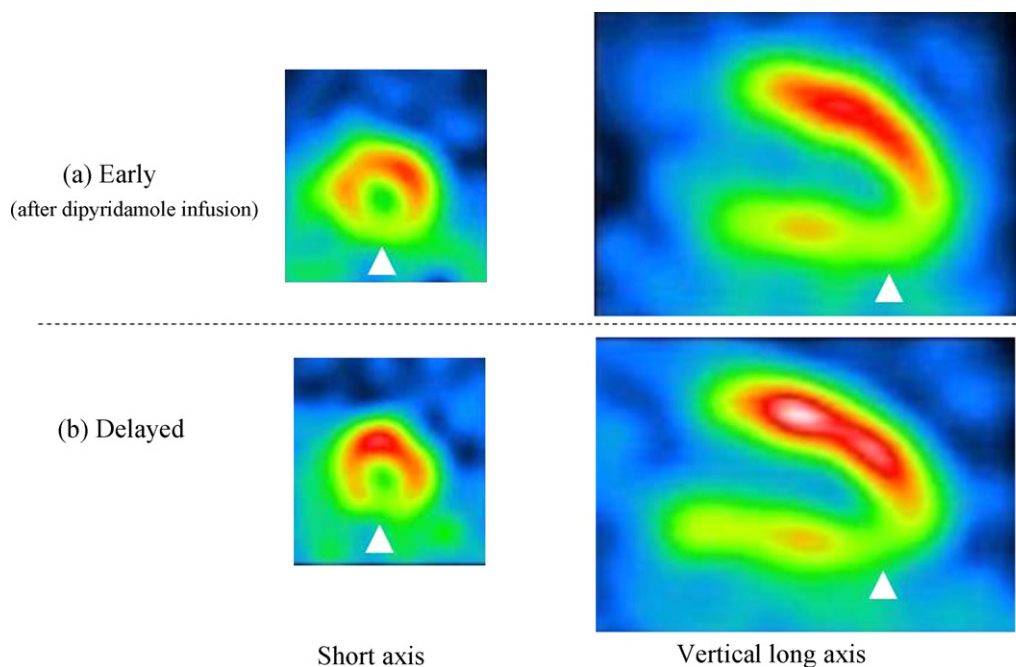 (a) Early
(after dipyridamole infusion)
(b) Delayed
Short axis
Vertical long axis